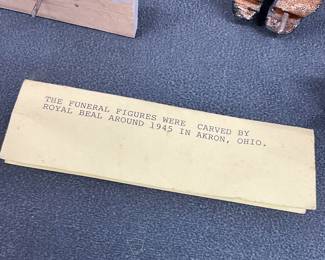 THE FUNERAL FIGURES WERE CARVED BY
ROYAL BEAL AROUND 1945 IN AKRON, OHIO.